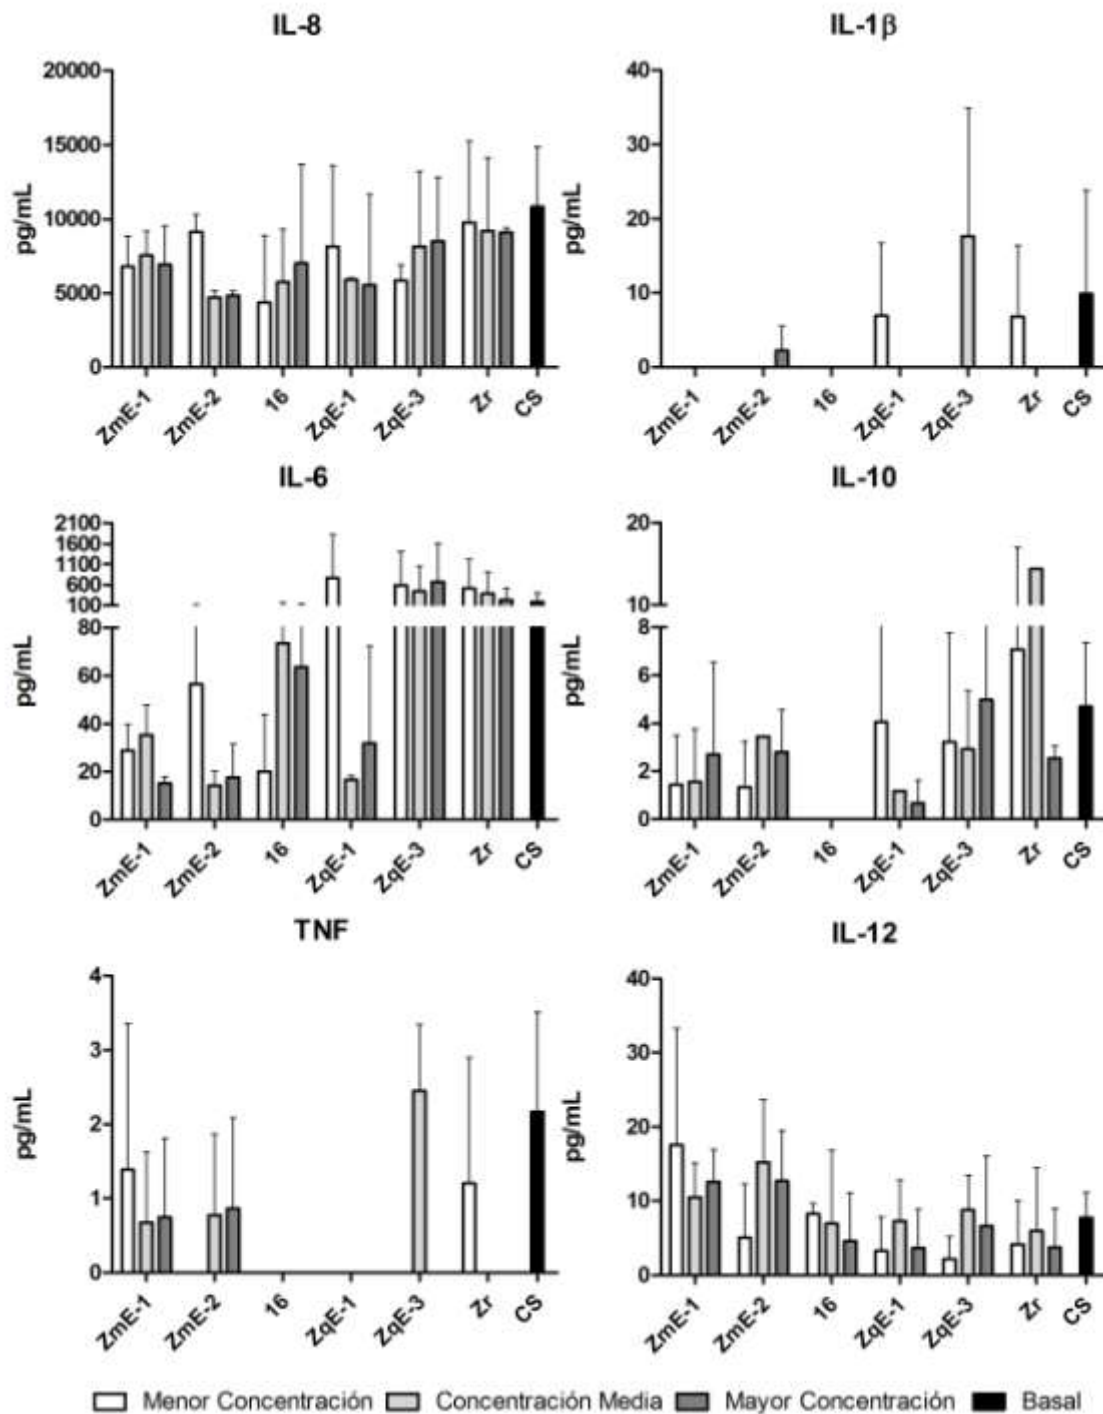 IL-8
pg/mL
20000
15000
10000
5000
0
ZmE-1
ZmE-2
16
ZqE-1
ZqE-3
Zr
CS
IL-1β
pg/mL
40
30
20
10
0
ZmE-1
ZmE-2
16
ZqE-1
ZqE-3
Zr
CS
IL-6
pg/mL
2100
1600
1100
600
100
80
60
40
20
0
ZmE-1
ZmE-2
16
ZqE-1
ZqE-3
Zr
CS
IL-10
pg/mL
20
10
8
6
4
2
0
ZmE-1
ZmE-2
16
ZqE-1
ZqE-3
Zr
CS
TNF
pg/mL
4
3
2
1
0
ZmE-1
ZmE-2
16
ZqE-1
ZqE-3
Zr
CS
IL-12
pg/mL
40
30
20
10
0
ZmE-1
ZmE-2
16
ZqE-1
ZqE-3
Zr
CS
Menor Concentración Concentración Media Mayor Concentración Basal